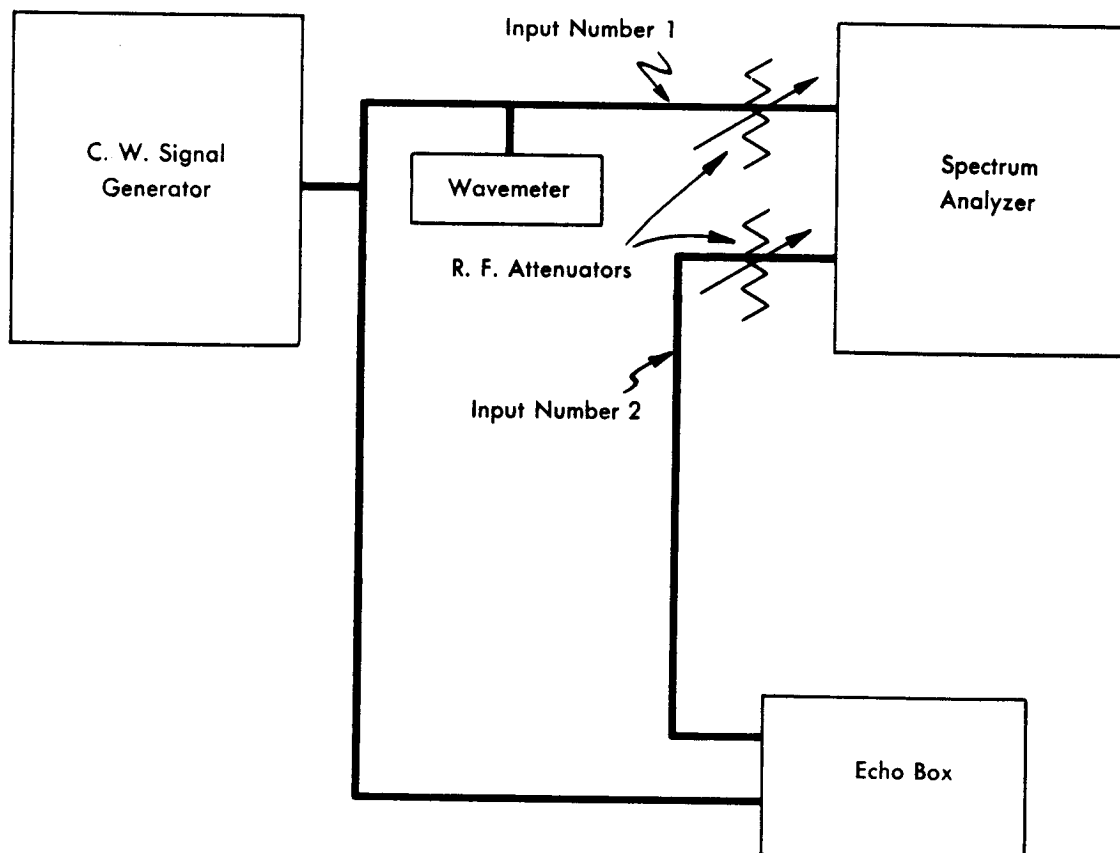 Input Number 1
C. W. Signal
Generator
Wavemeter
Spectrum
Analyzer
R. F. Attenuators
Input Number 2
Echo Box